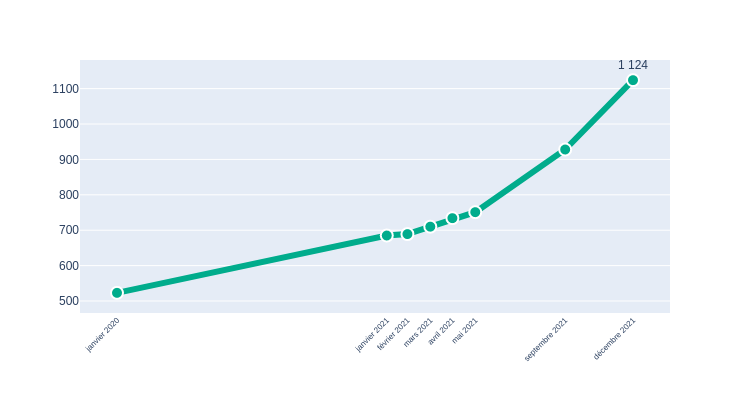 1 124
1100
1000
900
800
700
600
500
janvier 2020
janvier 2021
février 2021
mars 2021
avril 2021
mai 2021
septembre 2021
décembre 2021